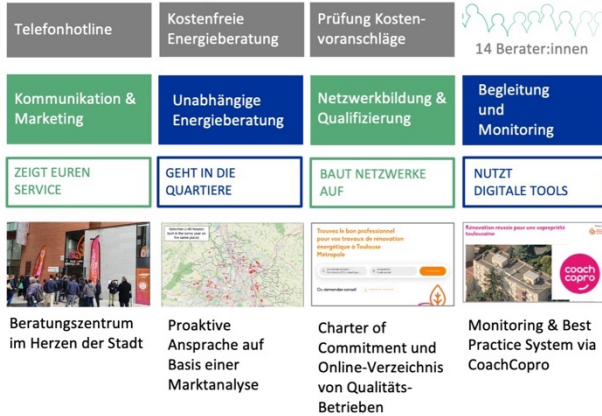 Telefonhotline
Kostenfreie
Energieberatung
Prüfung Kosten-
voranschläge
14 Berater:innen
Kommunikation &
Marketing
Unabhängige
Energieberatung
Netzwerkbildung &
Qualifizierung
Begleitung
und
Monitoring
ZEIGT EUREN
SERVICE
GEHT IN DIE
QUARTIERE
BAUT NETZWERKE
AUF
NUTZT
DIGITALE TOOLS
Trouvez le bon professionnel
pour vos travaux de rénovation
énergétique à Toulouse
Métropole
Rénovation réussie pour une copropriété
toulousaine
coach
copro
Beratungszentrum
im Herzen der Stadt
Proaktive
Ansprache auf
Basis einer
Marktanalyse
Charter of
Commitment und
Online-Verzeichnis
von Qualitäts-
Betrieben
Monitoring & Best
Practice System via
CoachCopro